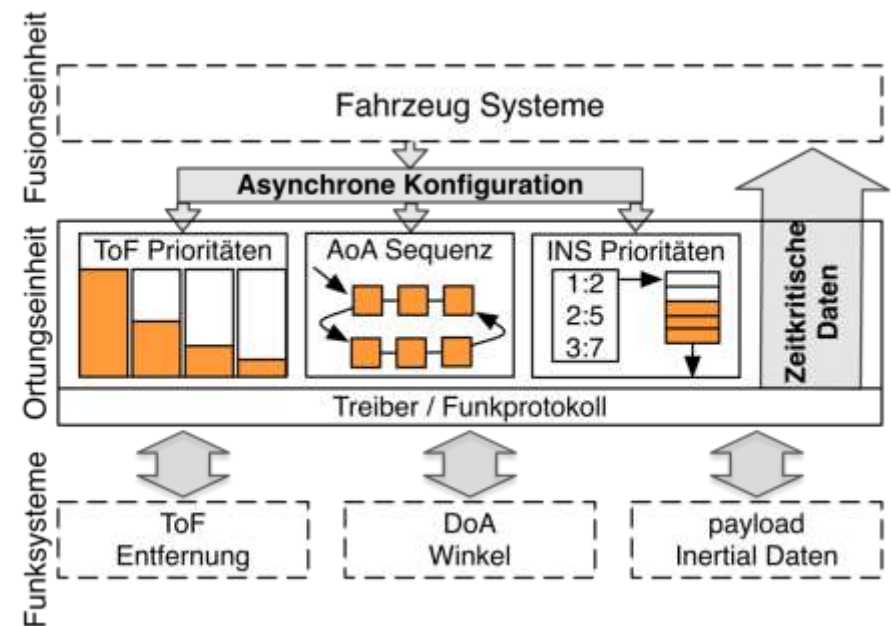 Fusionseinheit
Fahrzeug Systeme
Asynchrone Konfiguration
Ortungseinheit
ToF Prioritäten
AoA Sequenz
INS Prioritäten
1:2
2:5
3:7
Zeitkritische
Daten
Treiber / Funkprotokoll
Funksysteme
ToF
Entfernung
DoA
Winkel
payload
Inertial Daten